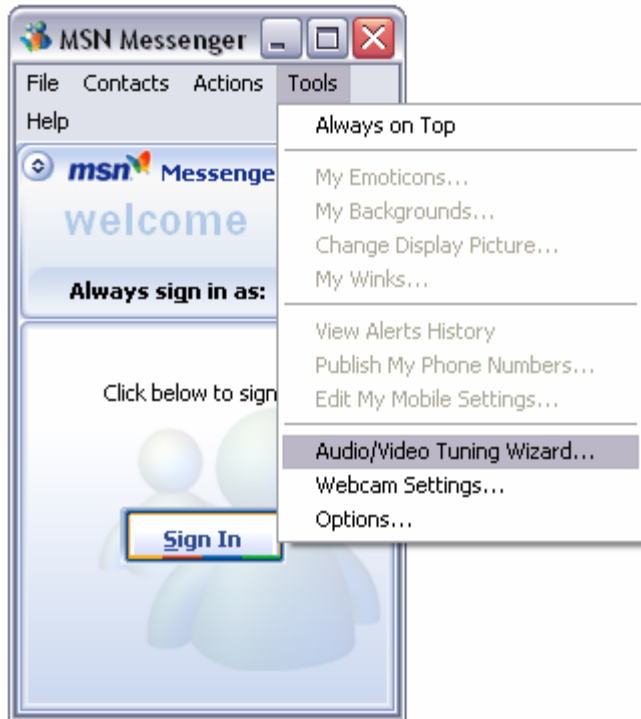 MSN Messenger
File Contacts Actions Tools
Help
Always on Top
msn Messenge
My Emoticons...
My Backgrounds...
welcome
Change Display Picture...
My Winks...
Always sign in as:
View Alerts History
Publish My Phone Numbers...
Click below to sign
Edit My Mobile Settings...
Audio/Video Tuning Wizard...
Webcam Settings...
Options...
Sign In